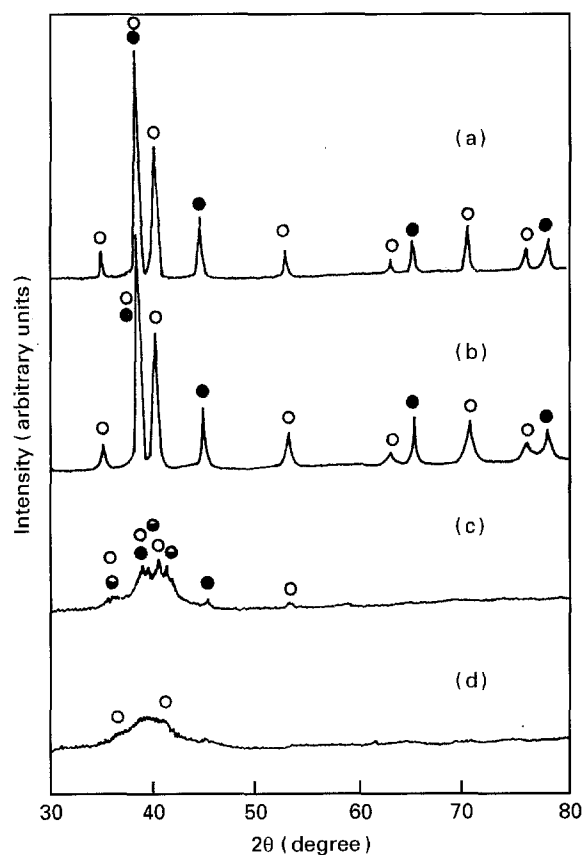 (a)
(b)
(c)
(d)
Intensity (arbitrary units)
30 40 50 60 70 80
2θ (degree)